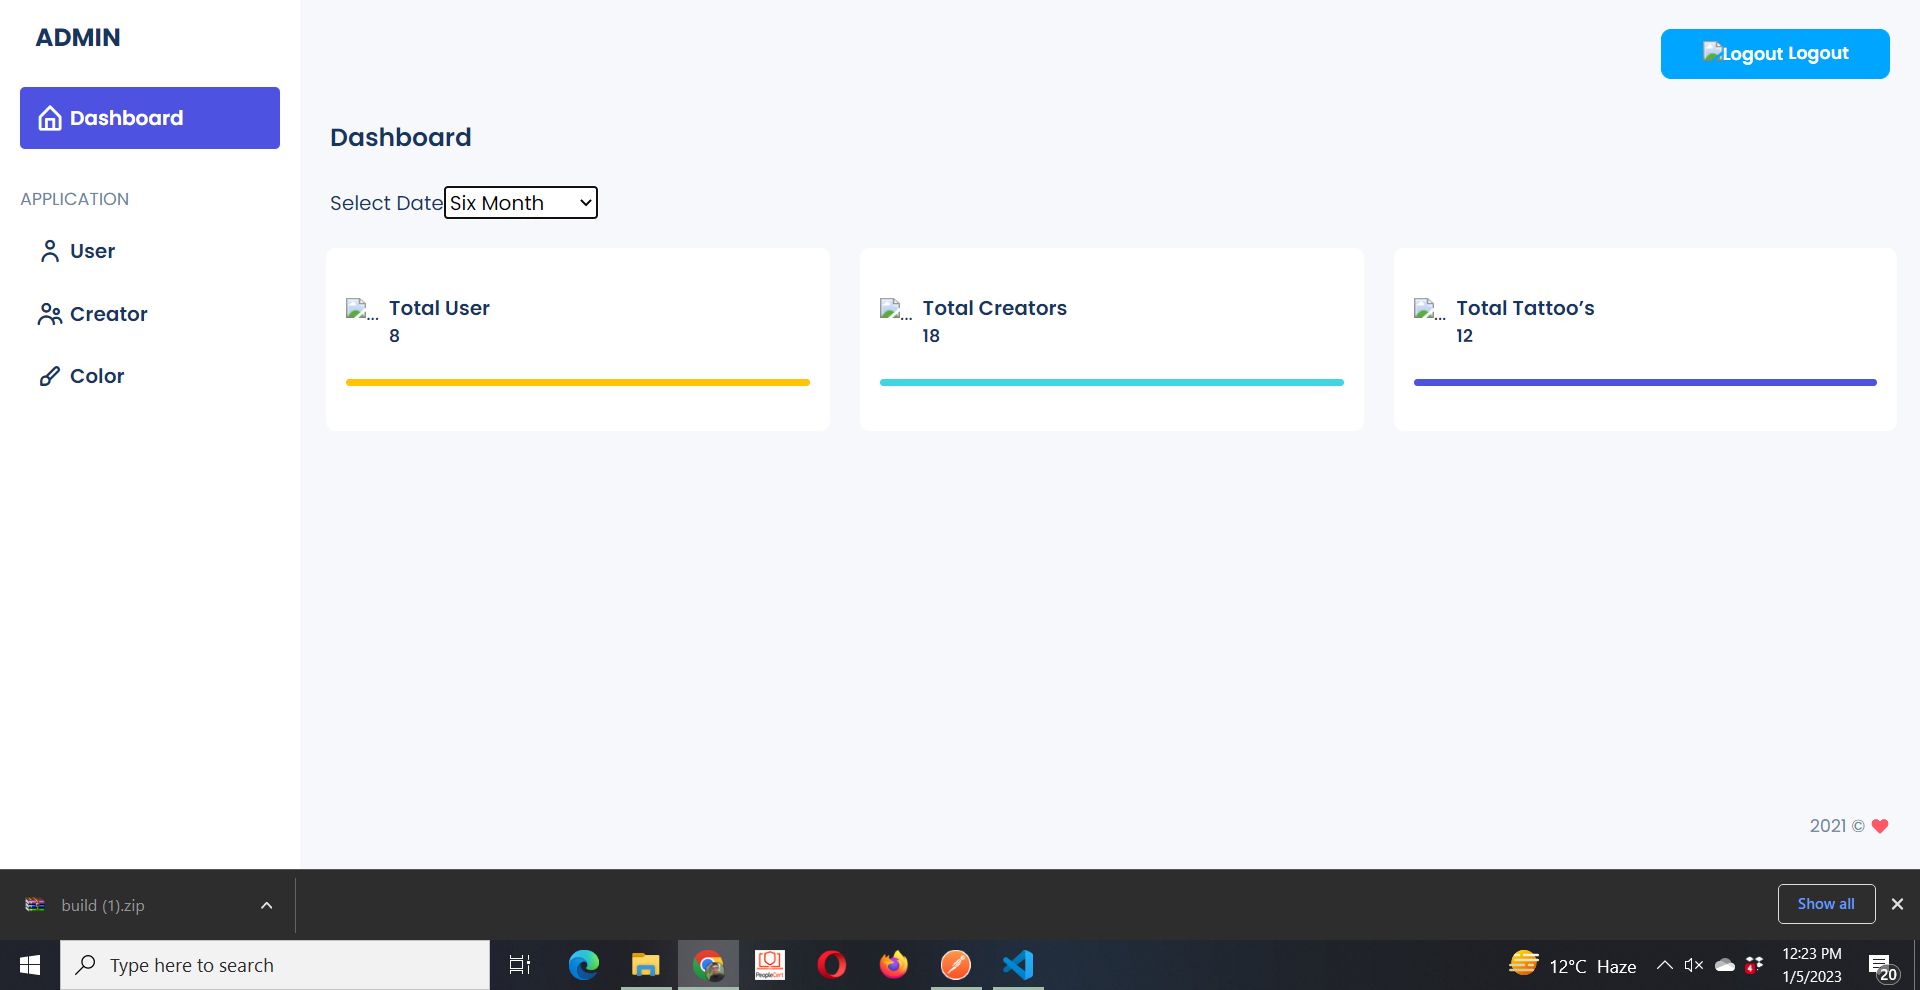 ADMIN
Logout Logout
Dashboard
Dashboard
APPLICATION
Select Date Six Month
User
Creator
Color
... Total User
8
... Total Creators
18
... Total Tattoo’s
12
2021 ©
build (1).zip
Show all
Type here to search
PeopleCert
12°C Haze
4
12:23 PM
1/5/2023
20